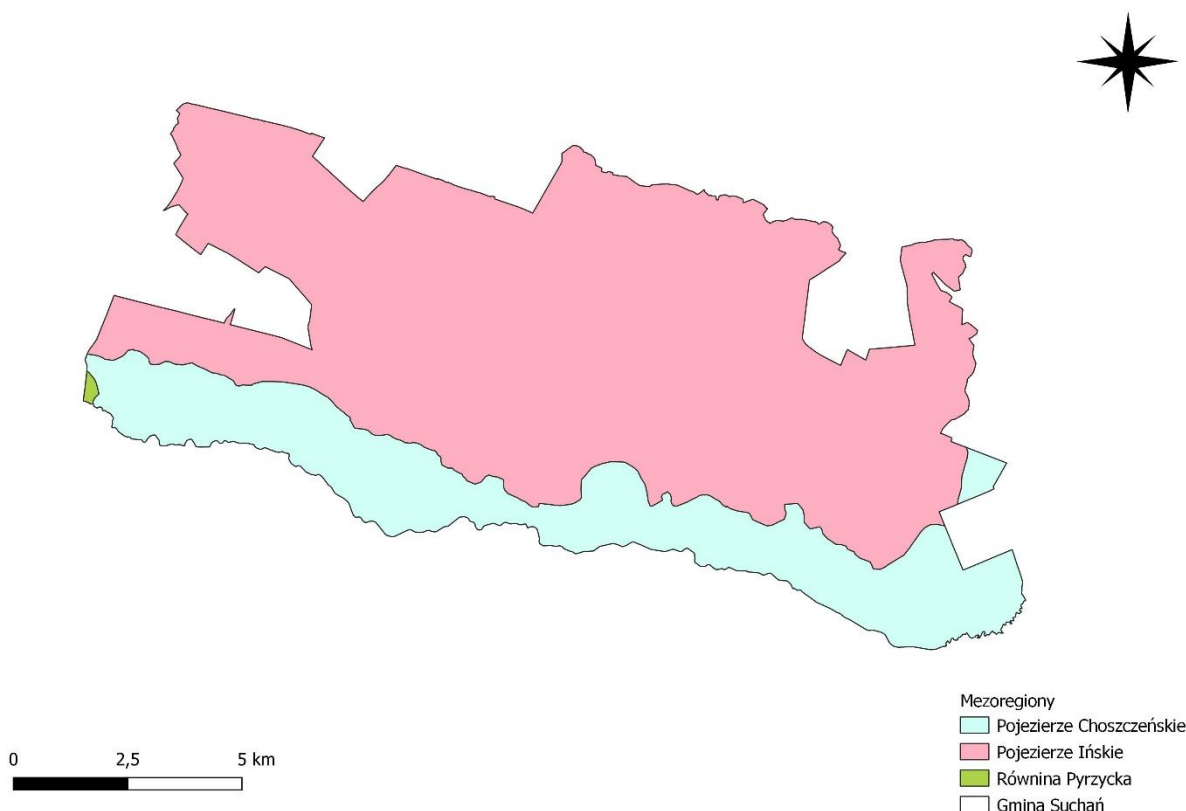 0 2,5 5 km
Mezoregiony
Pojezierze Choszczeńskie
Pojezierze Ińskie
Równina Pyrzycka
Gmina Suchań